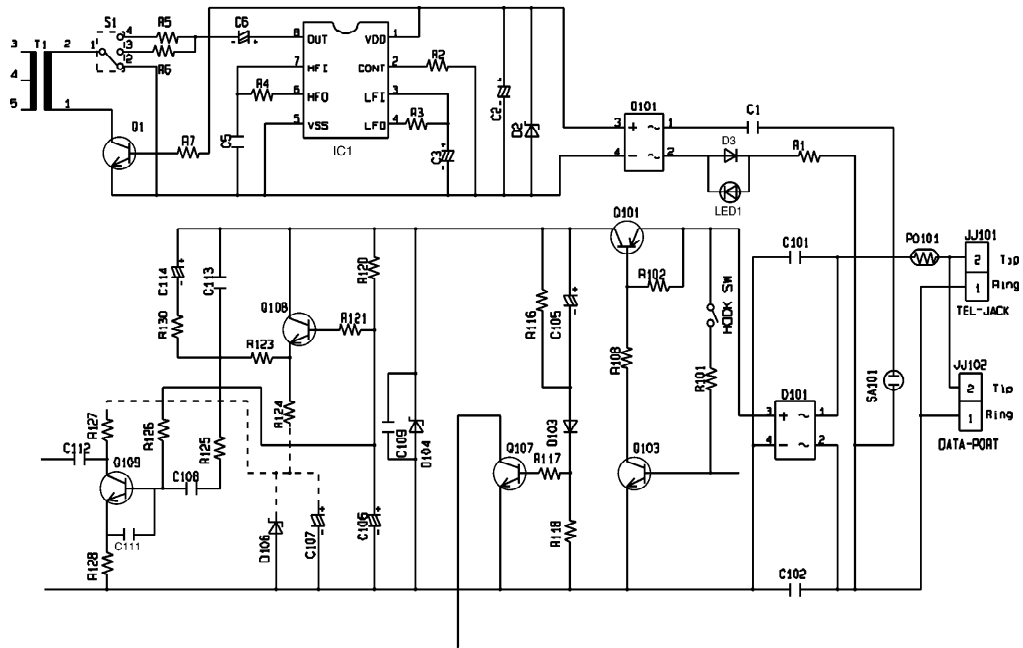 S1
4
R5
C6
8
OUT
VDD
1
3
T1
2
1
3
2
R6
7
HFI
CONT
2
R2
4
R4
6
HFO
LFI
3
5
1
5
VSS
LFO
4
R3
Q1
R7
C5
IC1
C3
C2
D2
D101
3
+
~
1
C1
4
-
~
2
D3
R1
LED1
Q101
C101
PO101
JJ101
2
Tip
1
Ring
TEL-JACK
C114
C113
R120
R102
HOOK SW
R130
Q108
R121
R116
C105
R123
R108
R101
SA101
JJ102
2
Tip
1
Ring
DATA-PORT
D101
3
+
~
1
4
-
~
2
R127
R126
R124
R125
C109
D104
D103
C112
Q109
C108
Q107
R117
Q103
C111
R128
D106
C107
C106
R118
C102